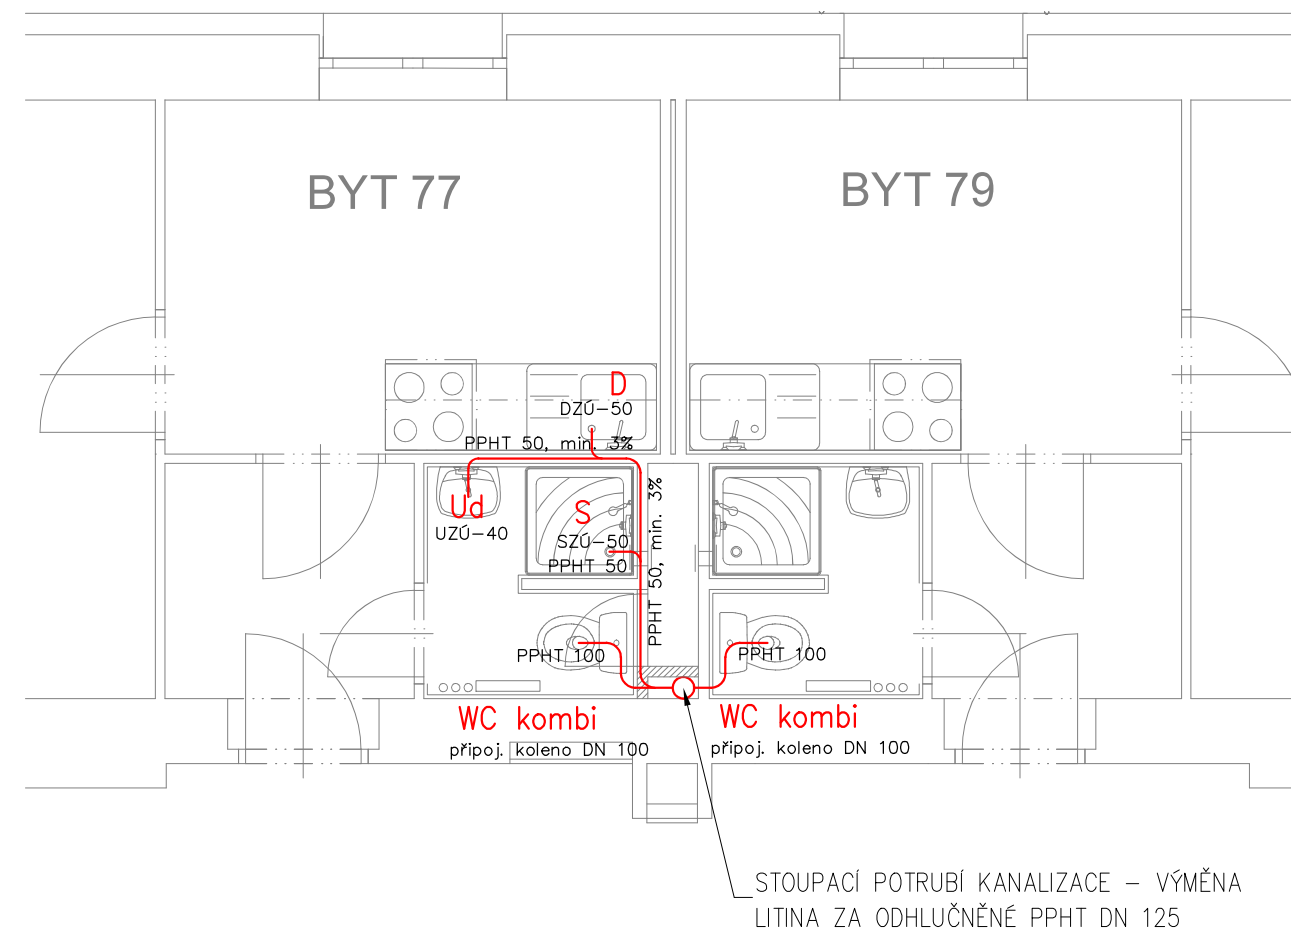 BYT 77
BYT 79
D
DZÚ-50
PPHT 50, min. 3%
Ud
UZÚ-40
S
SZÚ-50
PPHT 50
PPHT 50, min. 3%
PPHT 100
PPHT 100
WC kombi
připoj. koleno DN 100
WC kombi
připoj. koleno DN 100
STOUPACÍ POTRUBÍ KANALIZACE – VÝMĚNA
LITINA ZA ODHLUČNĚNÉ PPHT DN 125